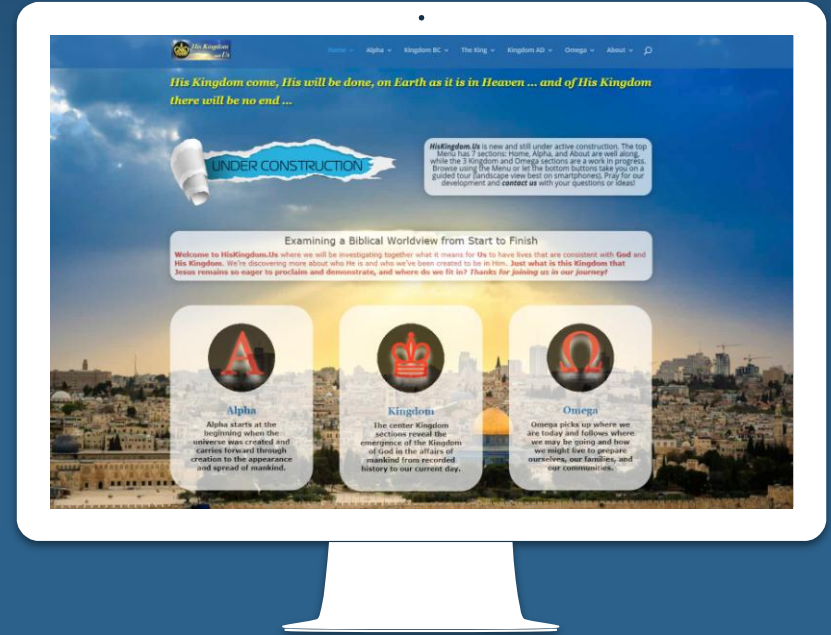 His Kingdom
and Us
Home Alpha Kingdom BC The King Kingdom AD Omega About
His Kingdom come, His will be done, on Earth as it is in Heaven ... and of His Kingdom
there will be no end ...
UNDER CONSTRUCTION
HisKingdom.Us is new and still under active construction. The top
Menu has 7 sections: Home, Alpha, and About are well along,
while the 3 Kingdom and Omega sections are a work in progress.
Browse using the Menu or let the bottom buttons take you on a
guided tour (landscape view best on smartphones). Pray for our
development and contact us with your questions or ideas!
Examining a Biblical Worldview from Start to Finish
Welcome to HisKingdom.Us where we will be investigating together what it means for Us to have lives that are consistent with God and
His Kingdom. We're discovering more about who He is and who we've been created to be in Him. Just what is this Kingdom that
Jesus remains so eager to proclaim and demonstrate, and where do we fit in? Thanks for joining us in our journey!
Α
Alpha
Alpha starts at the
beginning when the
universe was created and
carries forward through
creation to the appearance
and spread of mankind.
Kingdom
The center Kingdom
sections reveal the
emergence of the Kingdom
of God in the affairs of
mankind from recorded
history to our current day.
Ω
Omega
Omega picks up where we
are today and follows where
we may be going and how
we might live to prepare
ourselves, our families, and
our communities.